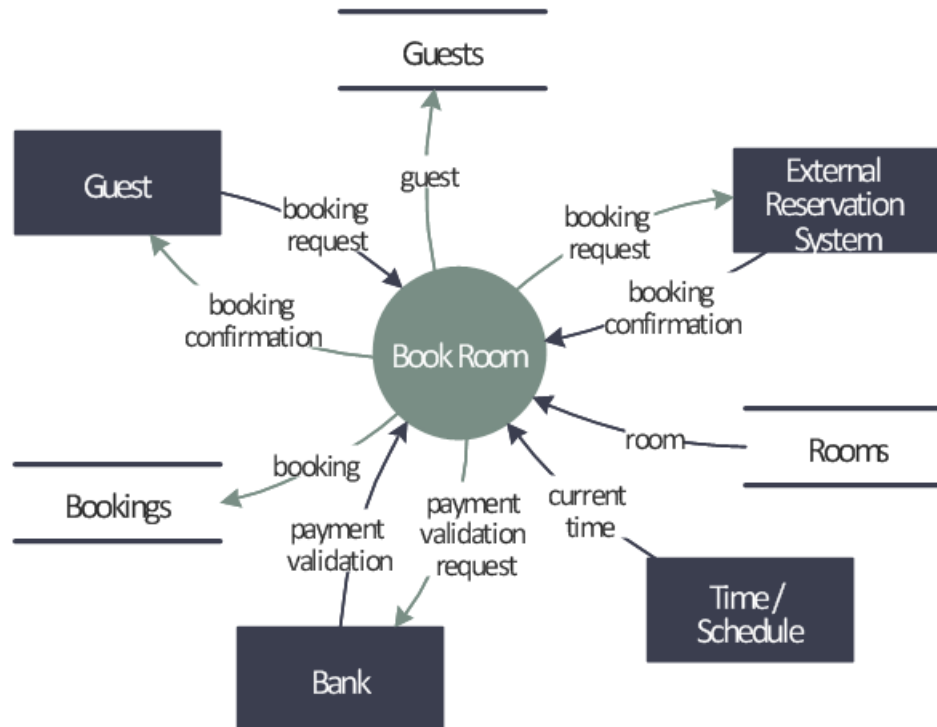 Guests
Guest
guest
External
Reservation
System
booking
request
booking
request
booking
confirmation
booking
confirmation
Book Room
room
Rooms
booking
Bookings
current
time
payment
validation
payment
validation
request
Time /
Schedule
Bank